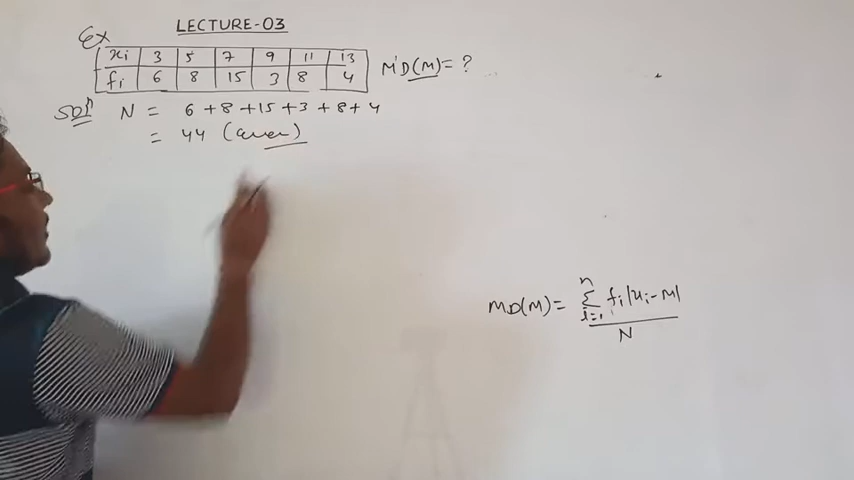 LECTURE-03
Ex
xi 3 5 7 9 11 13
fi 6 8 15 3 8 4
MD(M) = ?
Solⁿ N = 6 + 8 + 15 + 3 + 8 + 4
= 44 (even)
MD(M) = n∑i=1 fi|xi - M|
N